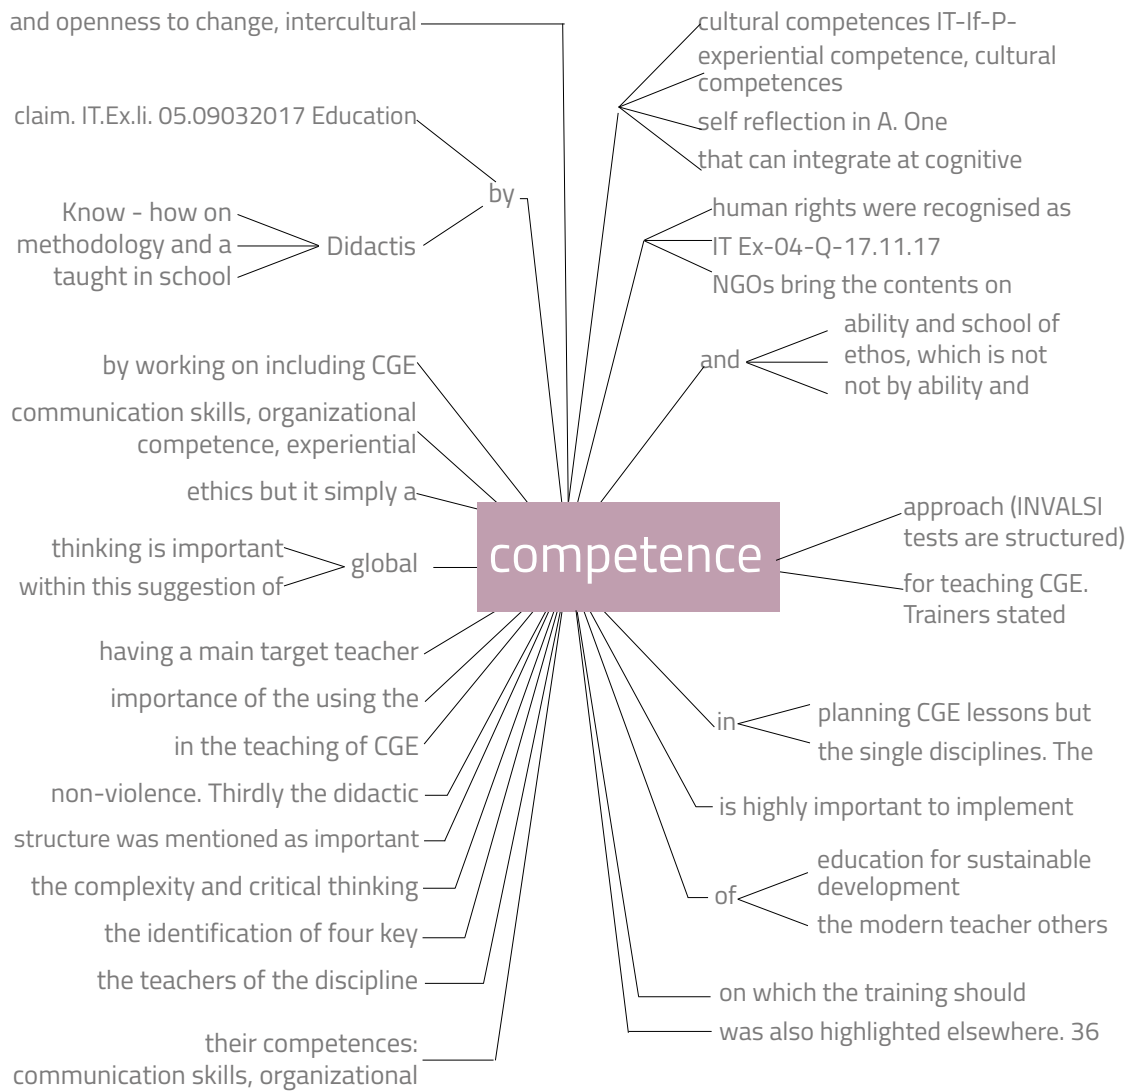 and openness to change, intercultural
claim. IT.Ex.li. 05.09032017 Education
by
Know - how on
methodology and a
taught in school
Didactis
by working on including CGE
communication skills, organizational
competence, experiential
ethics but it simply a
thinking is important
within this suggestion of
global
having a main target teacher
importance of the using the
in the teaching of CGE
non-violence. Thirdly the didactic
structure was mentioned as important
the complexity and critical thinking
the identification of four key
the teachers of the discipline
their competences:
communication skills, organizational
competence
cultural competences IT-If-P-
experiential competence, cultural
competences
self reflection in A. One
that can integrate at cognitive
human rights were recognised as
IT Ex-04-Q-17.11.17
NGOs bring the contents on
and
ability and school of
ethos, which is not
not by ability and
approach (INVALSI
tests are structured)
for teaching CGE.
Trainers stated
in
planning CGE lessons but
the single disciplines. The
is highly important to implement
of
education for sustainable
development
the modern teacher others
on which the training should
was also highlighted elsewhere. 36